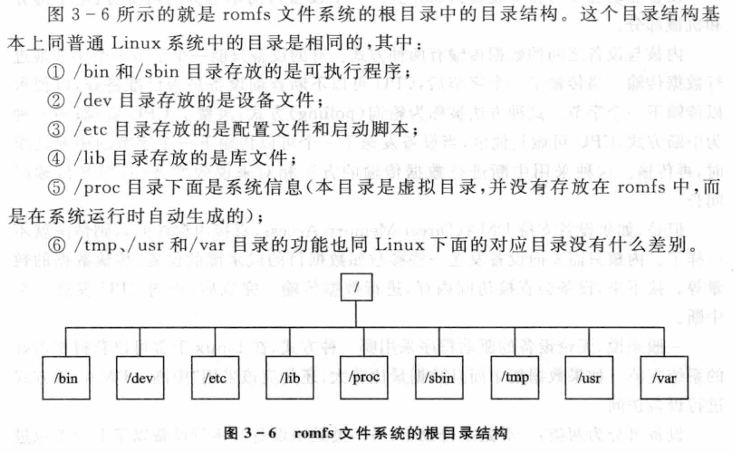 图 3-6 所示的就是 romfs 文件系统的根目录中的目录结构。这个目录结构基
本上同普通 Linux 系统中的目录是相同的,其中:
① /bin 和/sbin 目录存放的是可执行程序;
② /dev 目录存放的是设备文件;
③ /etc 目录存放的是配置文件和启动脚本;
④ /lib 目录存放的是库文件;
⑤ /proc 目录下面是系统信息(本目录是虚拟目录,并没有存放在 romfs 中,而
是在系统运行时自动生成的);
⑥ /tmp、/usr 和/var 目录的功能也同 Linux 下面的对应目录没有什么差别。
/
/bin /dev /etc /lib /proc /sbin /tmp /usr /var
图 3-6 romfs 文件系统的根目录结构